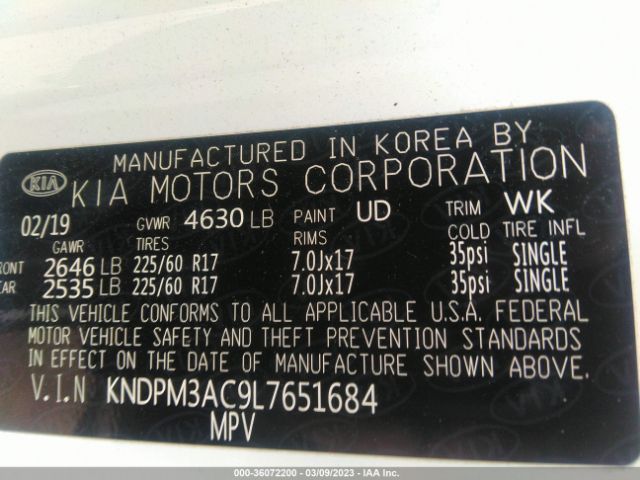 MANUFACTURED IN KOREA BY
KIA KIA MOTORS CORPORATION
02/19 GVWR 4630 LB PAINT UD TRIM WK
GAWR TIRES RIMS COLD TIRE INFL
FRONT 2646 LB 225/60 R17 7.0Jx17 35psi SINGLE
EAR 2535 LB 225/60 R17 7.0Jx17 35psi SINGLE
THIS VEHICLE CONFORMS TO ALL APPLICABLE U.S.A. FEDERAL
MOTOR VEHICLE SAFETY AND THEFT PREVENTION STANDARDS
IN EFFECT ON THE DATE OF MANUFACTURE SHOWN ABOVE.
V.I.N KNDPM3AC9L7651684
MPV
000-36072200 - 03/09/2023 - IAA Inc.